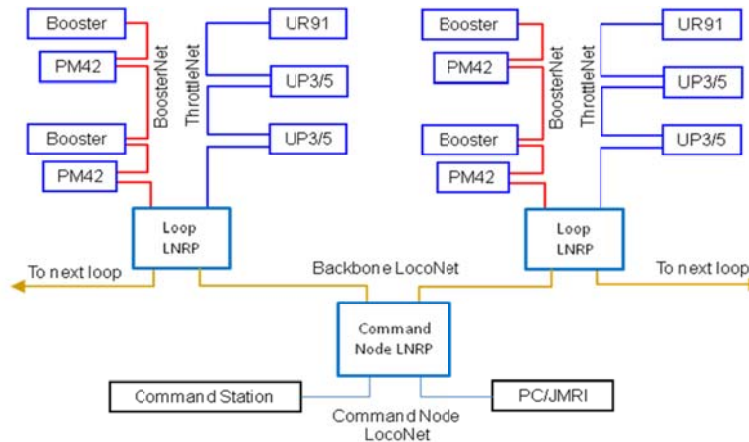 Booster
UR91
PM42
BoosterNet
ThrottleNet
UP3/5
Booster
UP3/5
PM42
Loop
LNRP
Booster
UR91
PM42
BoosterNet
ThrottleNet
UP3/5
Booster
UP3/5
PM42
Loop
LNRP
To next loop
Backbone LocoNet
To next loop
Command
Node LNRP
Command Station
PC/JMRI
Command Node
LocoNet